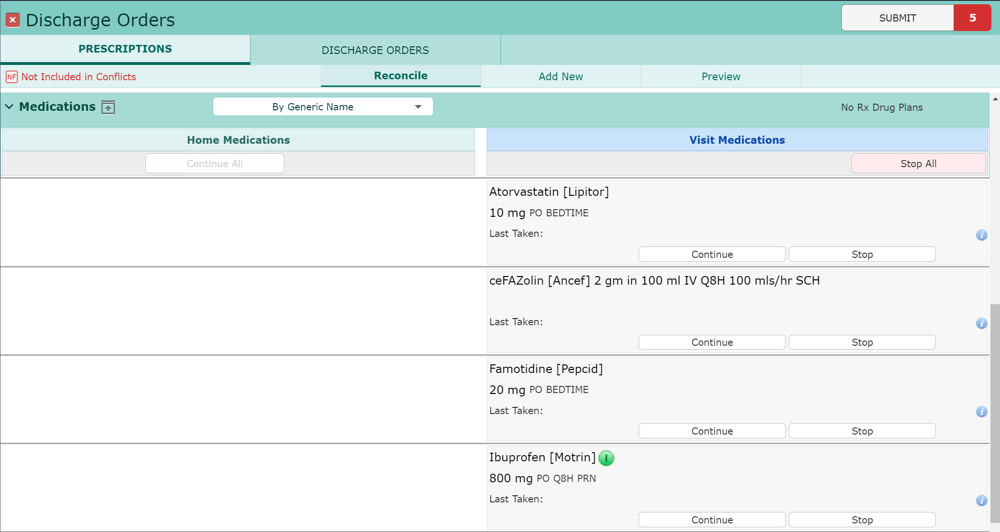 Discharge Orders
SUBMIT 5
PRESCRIPTIONS DISCHARGE ORDERS
NF Not Included in Conflicts Reconcile Add New Preview
Medications By Generic Name No Rx Drug Plans
Home Medications Visit Medications
Continue All Stop All
Atorvastatin [Lipitor]
10 mg PO BEDTIME
Last Taken:
Continue Stop
ceFAZolin [Ancef] 2 gm in 100 ml IV Q8H 100 mls/hr SCH
Last Taken:
Continue Stop
Famotidine [Pepcid]
20 mg PO BEDTIME
Last Taken:
Continue Stop
Ibuprofen [Motrin] I
800 mg PO Q8H PRN
Last Taken:
Continue Stop